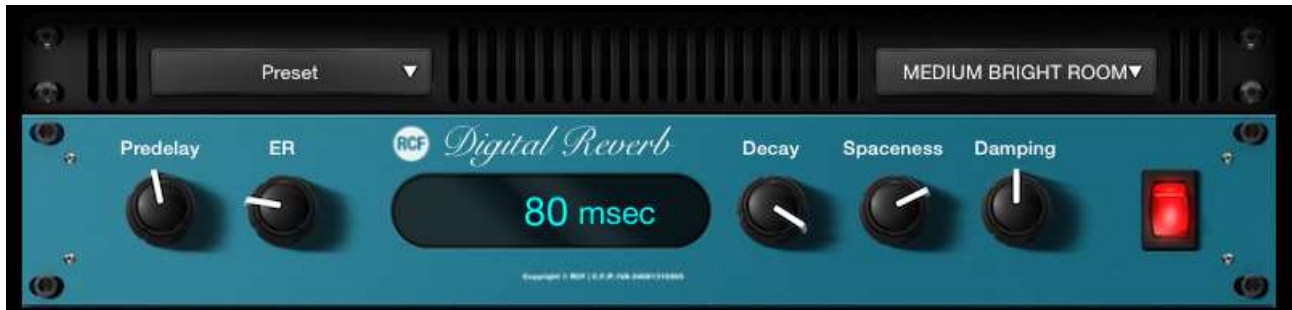 Preset ▼
MEDIUM BRIGHT ROOM▼
Predelay
ER
RCF Digital Reverb
80 msec
Decay
Spaceness
Damping